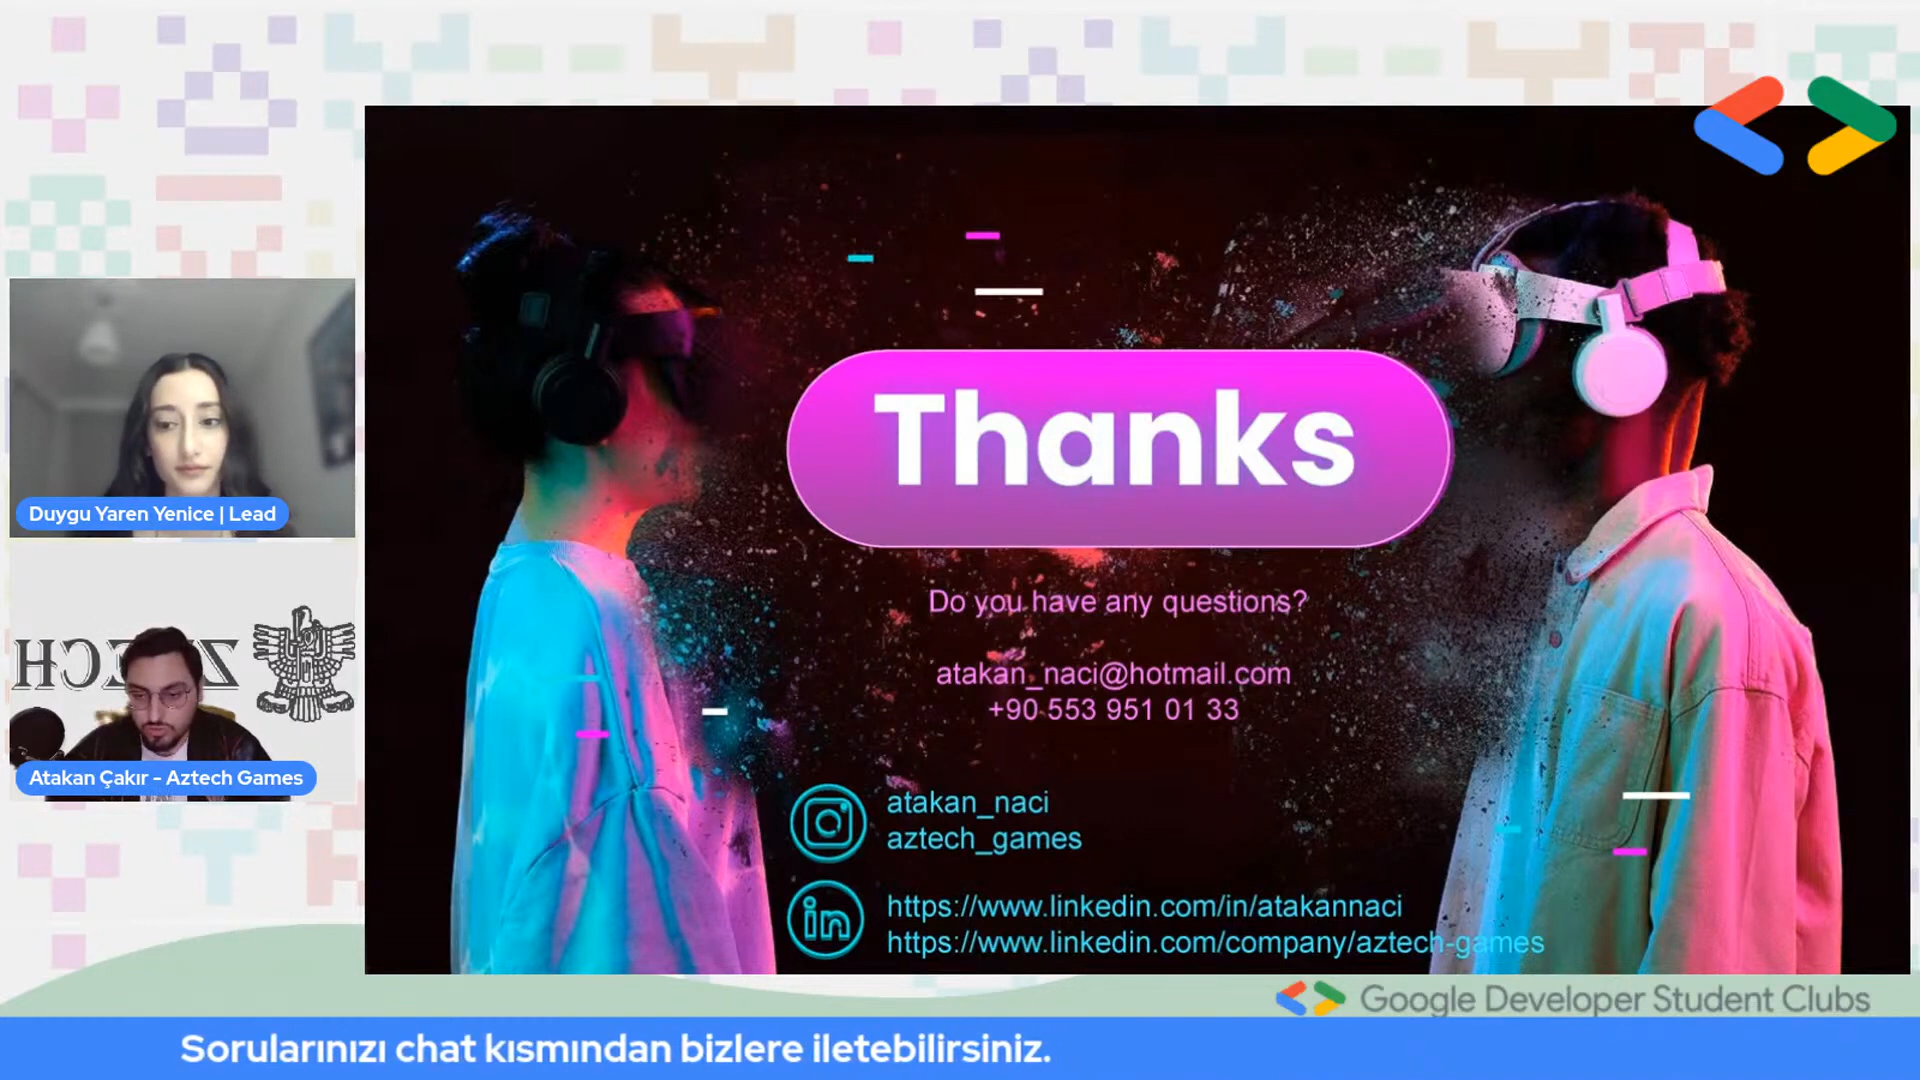 Duygu Yaren Yenice | Lead
Atakan Çakır - Aztech Games
Thanks
Do you have any questions?
atakan_naci@hotmail.com
+90 553 951 01 33
atakan_naci
aztech_games
in
https://www.linkedin.com/in/atakannaci
https://www.linkedin.com/company/aztech-games
Google Developer Student Clubs
Sorularınızı chat kısmından bizlere iletebilirsiniz.